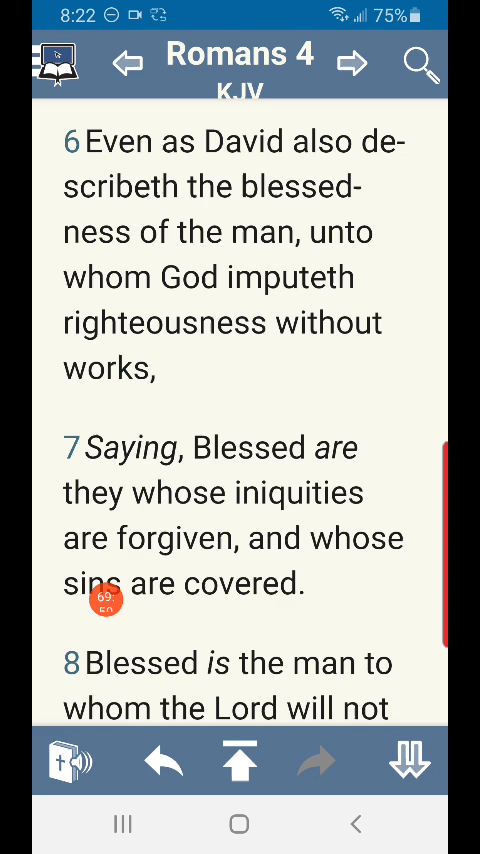 8:22 75%
Romans 4
KJV
6 Even as David also de-
scribeth the blessed-
ness of the man, unto
whom God imputeth
righteousness without
works,
7 Saying, Blessed are
they whose iniquities
are forgiven, and whose
sins are covered.
69:
50
8 Blessed is the man to
whom the Lord will not